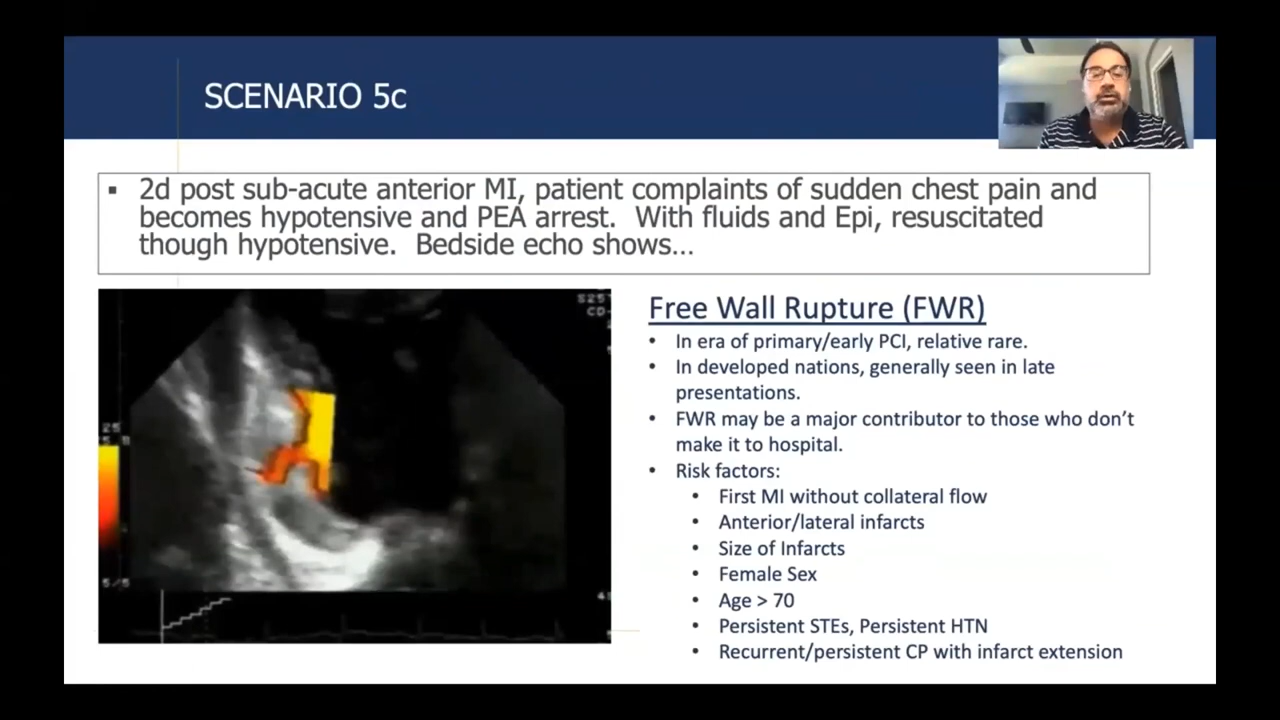 SCENARIO 5c
▪ 2d post sub-acute anterior MI, patient complaints of sudden chest pain and
becomes hypotensive and PEA arrest.  With fluids and Epi, resuscitated
though hypotensive.  Bedside echo shows...
Free Wall Rupture (FWR)
• In era of primary/early PCI, relative rare.
• In developed nations, generally seen in late
presentations.
• FWR may be a major contributor to those who don't
make it to hospital.
• Risk factors:
• First MI without collateral flow
• Anterior/lateral infarcts
• Size of Infarcts
• Female Sex
• Age > 70
• Persistent STEs, Persistent HTN
• Recurrent/persistent CP with infarct extension